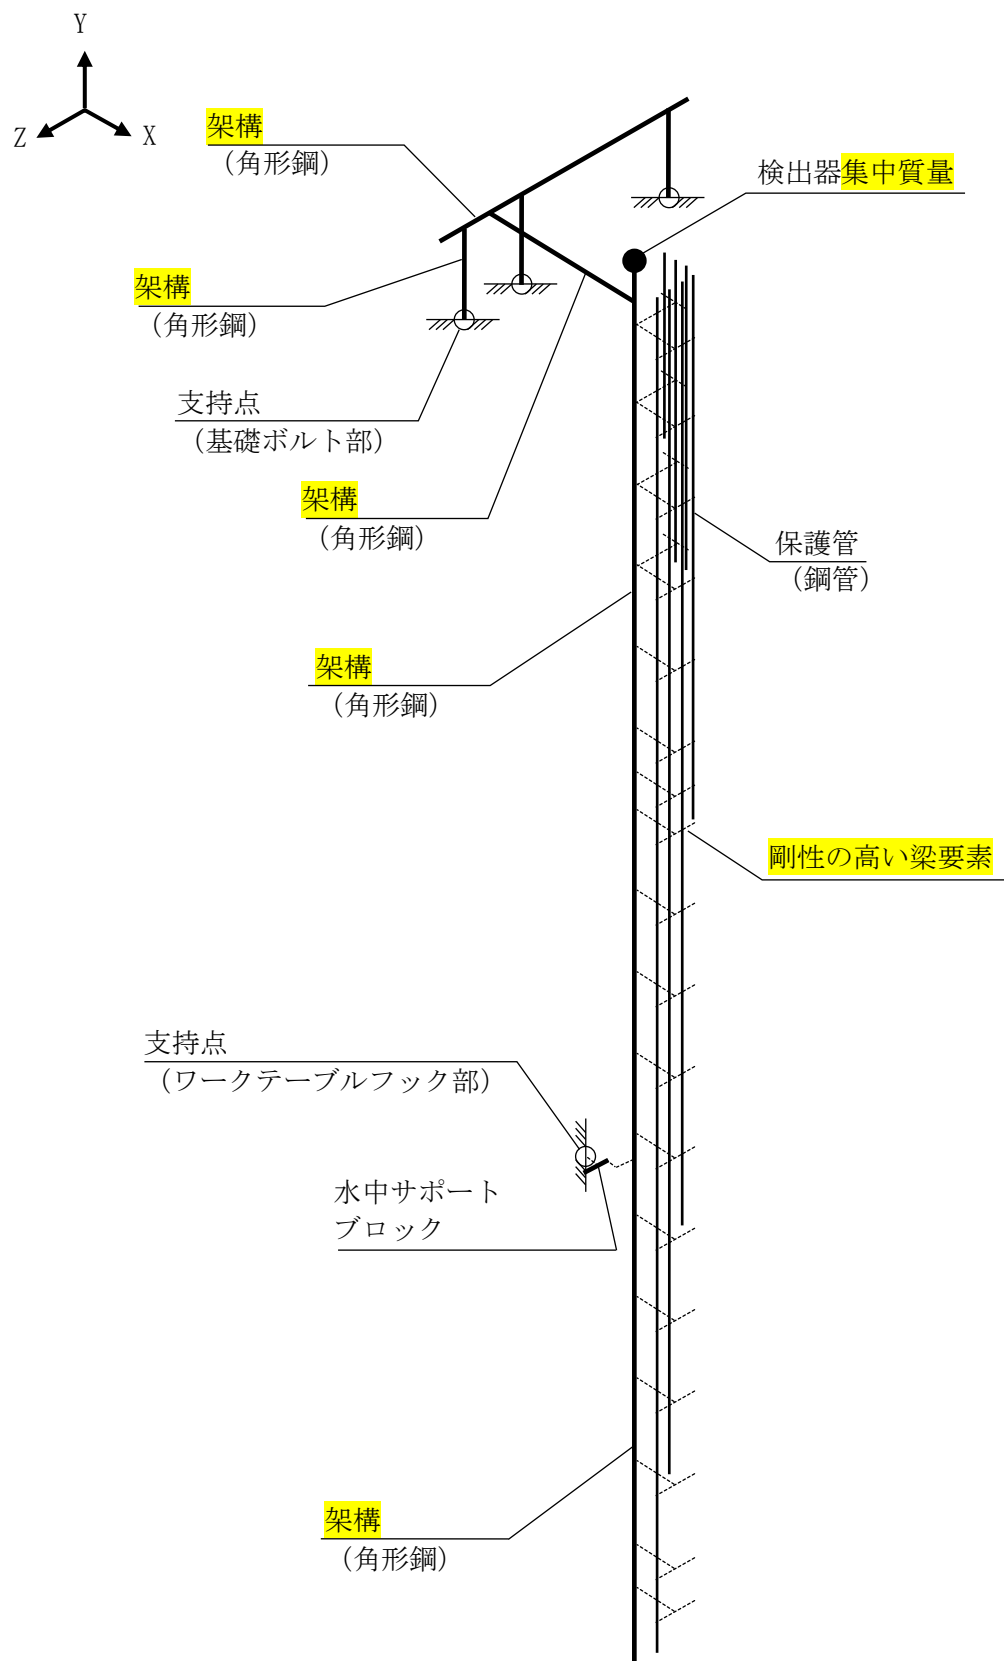 Y
Z
X
架構
（角形鋼）
検出器集中質量
架構
（角形鋼）
支持点
（基礎ボルト部）
架構
（角形鋼）
保護管
（鋼管）
架構
（角形鋼）
剛性の高い梁要素
支持点
（ワークテーブルフック部）
水中サポート
ブロック
架構
（角形鋼）